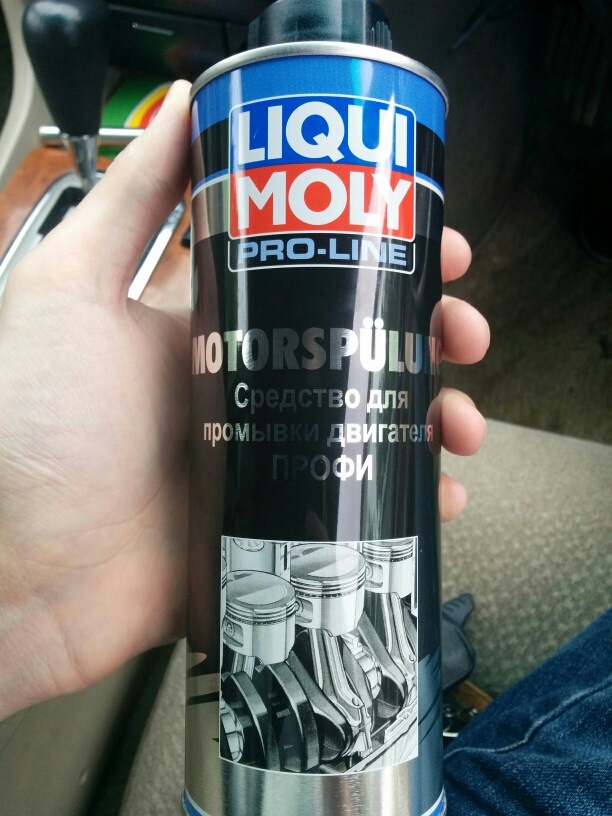 LIQUI
MOLY
PRO-LINE
MOTORSPÜLUN
Средство для
промывки двигателя
ПРОФИ